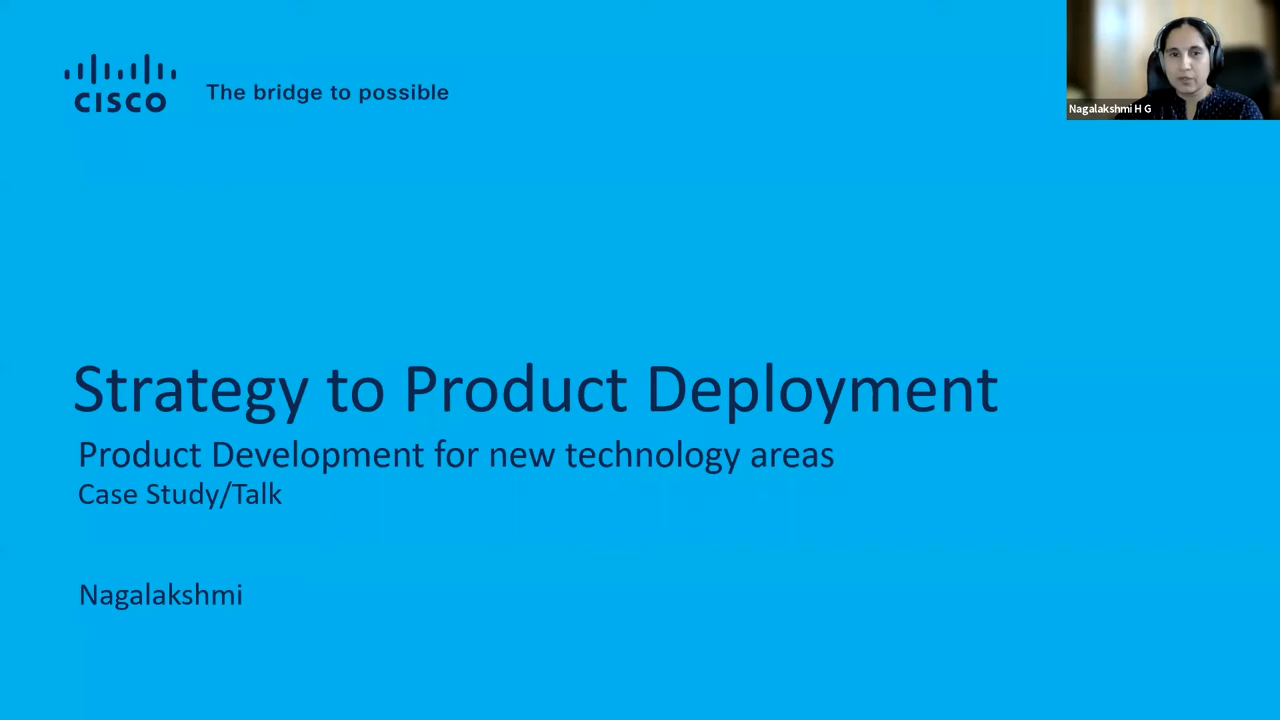 CISCO
The bridge to possible
Nagalakshmi H G
Strategy to Product Deployment
Product Development for new technology areas
Case Study/Talk
Nagalakshmi